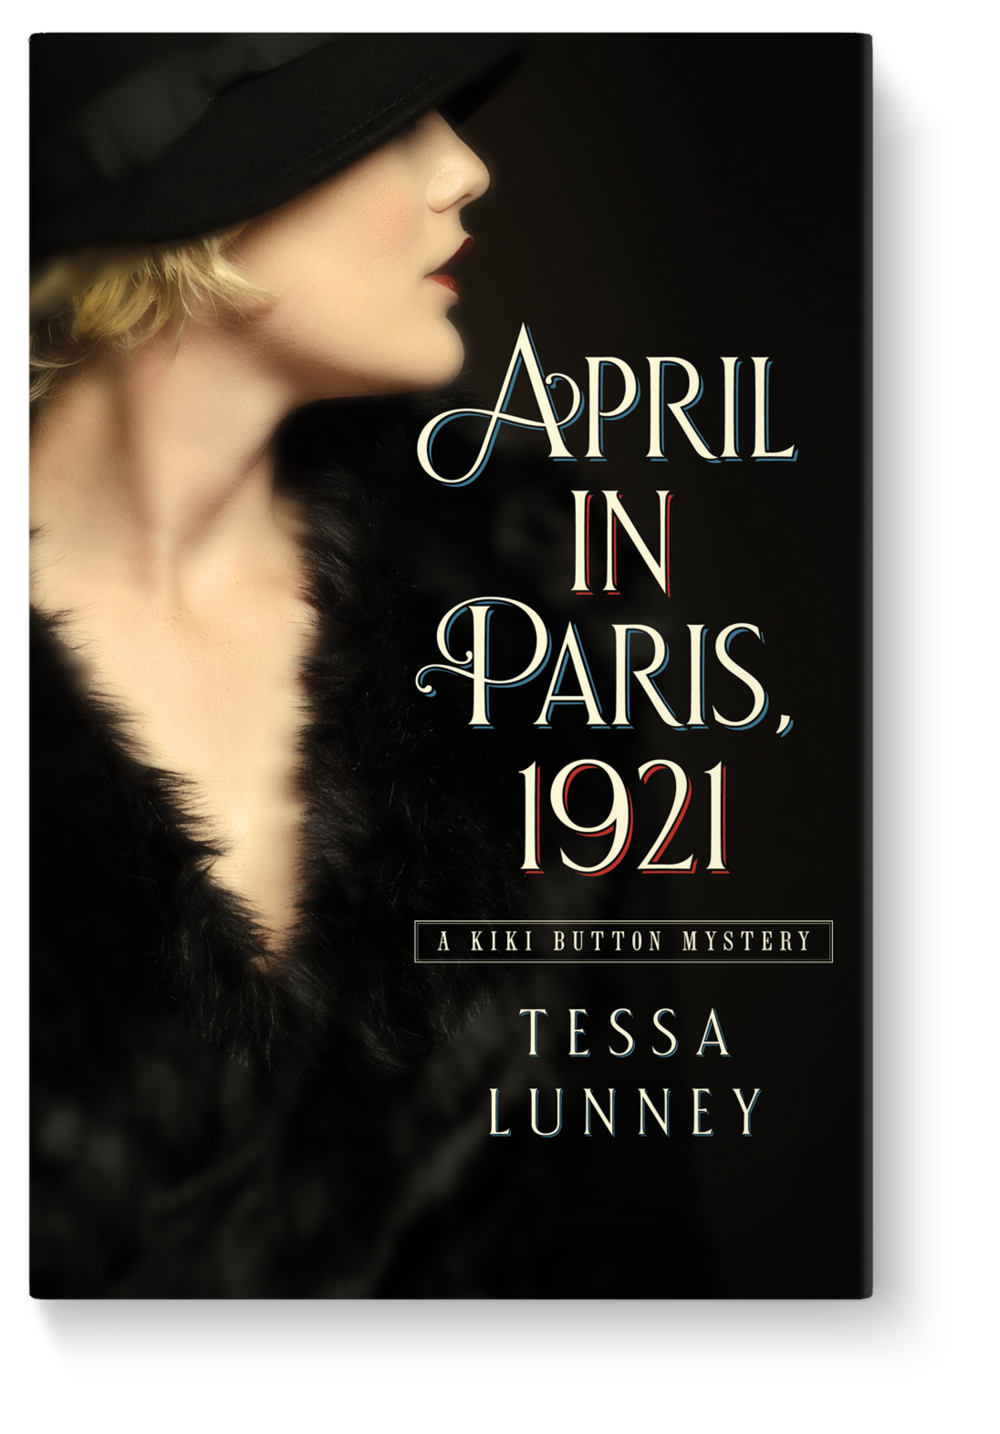 APRIL
IN
PARIS,
1921
A KIKI BUTTON MYSTERY
TESSA
LUNNEY